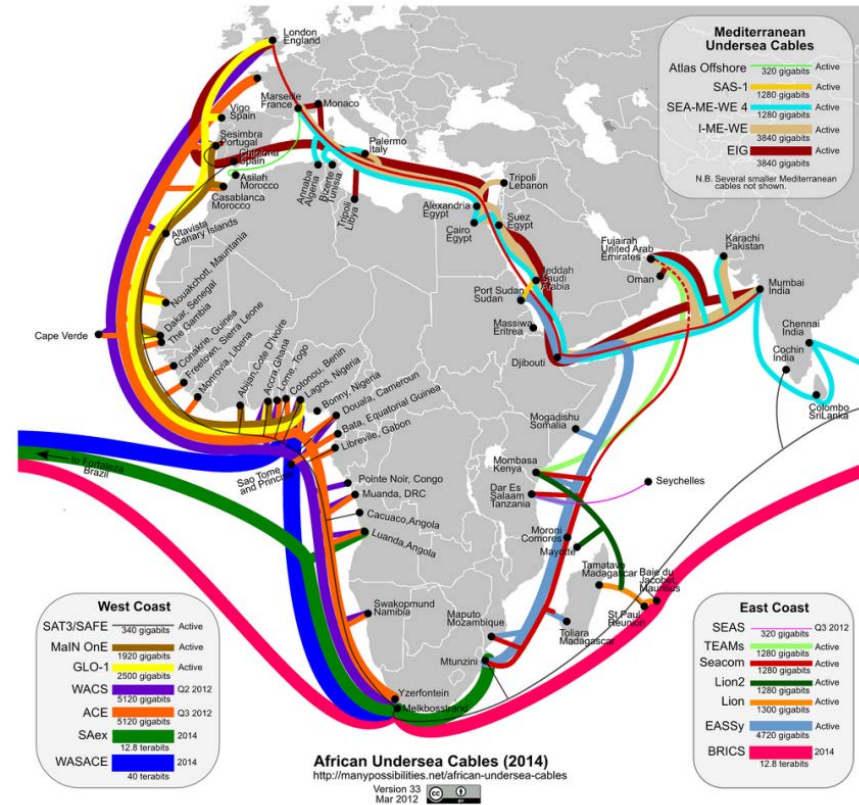 London
England
Vigo
Spain
Sesimbra
Portugal
Chipiona
Spain
Asilah
Morocco
Casablanca
Morocco
Altavista
Canary Islands
Marseille
France
Monaco
Palermo
Italy
Annaba
Algeria
Bizerte
Tunisia
Tripoli
Libya
Tripoli
Lebanon
Alexandria
Egypt
Cairo
Egypt
Suez
Egypt
Jeddah
Saudi
Arabia
Port Sudan
Sudan
Massiwa
Eritrea
Djibouti
Fujairah
United Arab
Emirates
Oman
Karachi
Pakistan
Mumbai
India
Chennai
India
Cochin
India
Colombo
SriLanka
Mediterranean
Undersea Cables
Atlas Offshore 320 gigabits Active
SAS-1 1280 gigabits Active
SEA-ME-WE 4 1280 gigabits Active
I-ME-WE 3840 gigabits Active
EIG 3840 gigabits Active
N.B. Several smaller Mediterranean
cables not shown.
Nouakchott, Mauritania
Dakar, Senegal
The Gambia
Cape Verde
Conakrie, Guinea
Freetown, Sierra Leone
Monrovia, Liberia
Abijan,Cote D'Ivoire
Accra,Ghana
Lome, Togo
Cotonou, Benin
Lagos, Nigeria
Bonny, Nigeria
Douala, Cameroun
Bata, Equatorial Guinea
Libreville, Gabon
Sao Tome
and Principe
to Fortaleza
Brazil
Pointe Noir, Congo
Muanda, DRC
Cacuaco,Angola
Luanda,Angola
Swakopmund
Namibia
Yzerfontein
Melkbosstrand
Mogadishu
Somalia
Mombasa
Kenya
Dar Es
Salaam
Tanzania
Seychelles
Moroni
Comores
Mayotte
Tamatave
Madagascar
Baie du
Jacobet,
Mauritius
St Paul
Reunion
Toliara
Madagascar
Maputo
Mozambique
Mtunzini
West Coast
SAT3/SAFE 340 gigabits Active
MaIN OnE 1920 gigabits Active
GLO-1 2500 gigabits Active
WACS 5120 gigabits Q2 2012
ACE 5120 gigabits Q3 2012
SAex 12.8 terabits 2014
WASACE 40 terabits 2014
East Coast
SEAS 320 gigabits Q3 2012
TEAMs 1280 gigabits Active
Seacom 1280 gigabits Active
Lion2 1280 gigabits Active
Lion 1300 gigabits Active
EASSy 4720 gigabits Active
BRICS 12.8 terabits 2014
African Undersea Cables (2014)
http://manypossibilities.net/african-undersea-cables
Version 33
Mar 2012